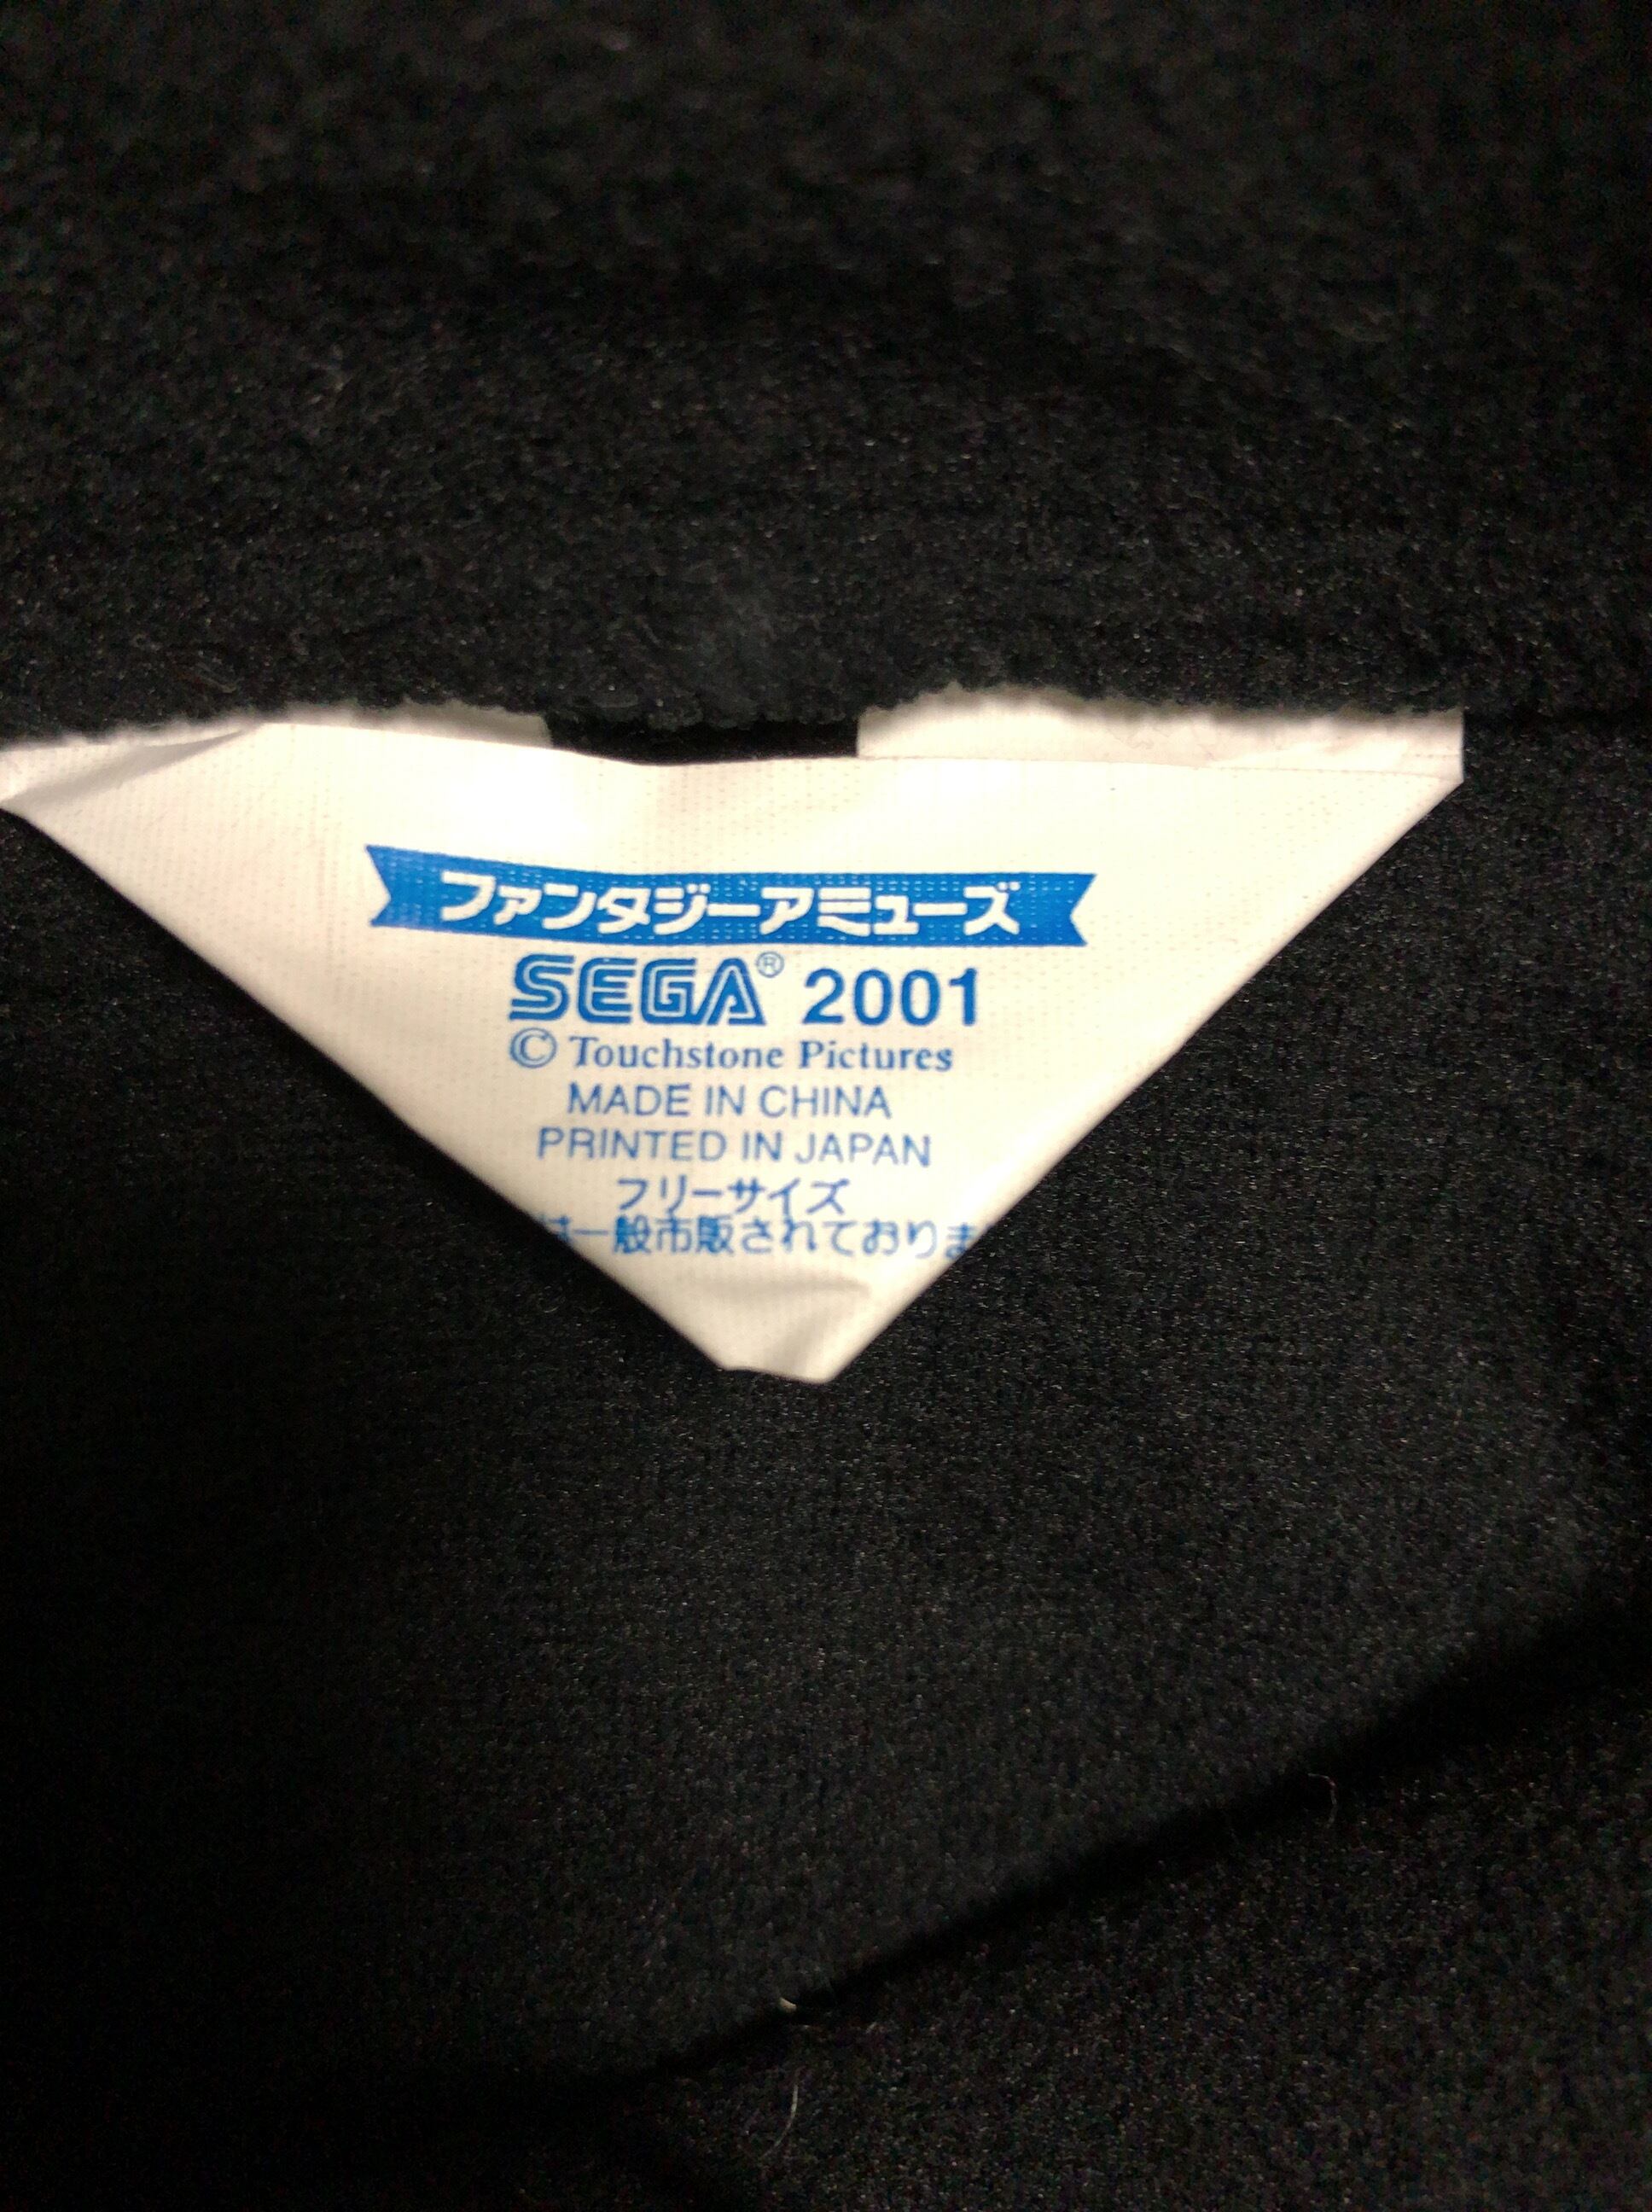 ファンタジーアミューズ
SEGA® 2001
© Touchstone Pictures
MADE IN CHINA
PRINTED IN JAPAN
フリーサイズ
は一般市販されておりま